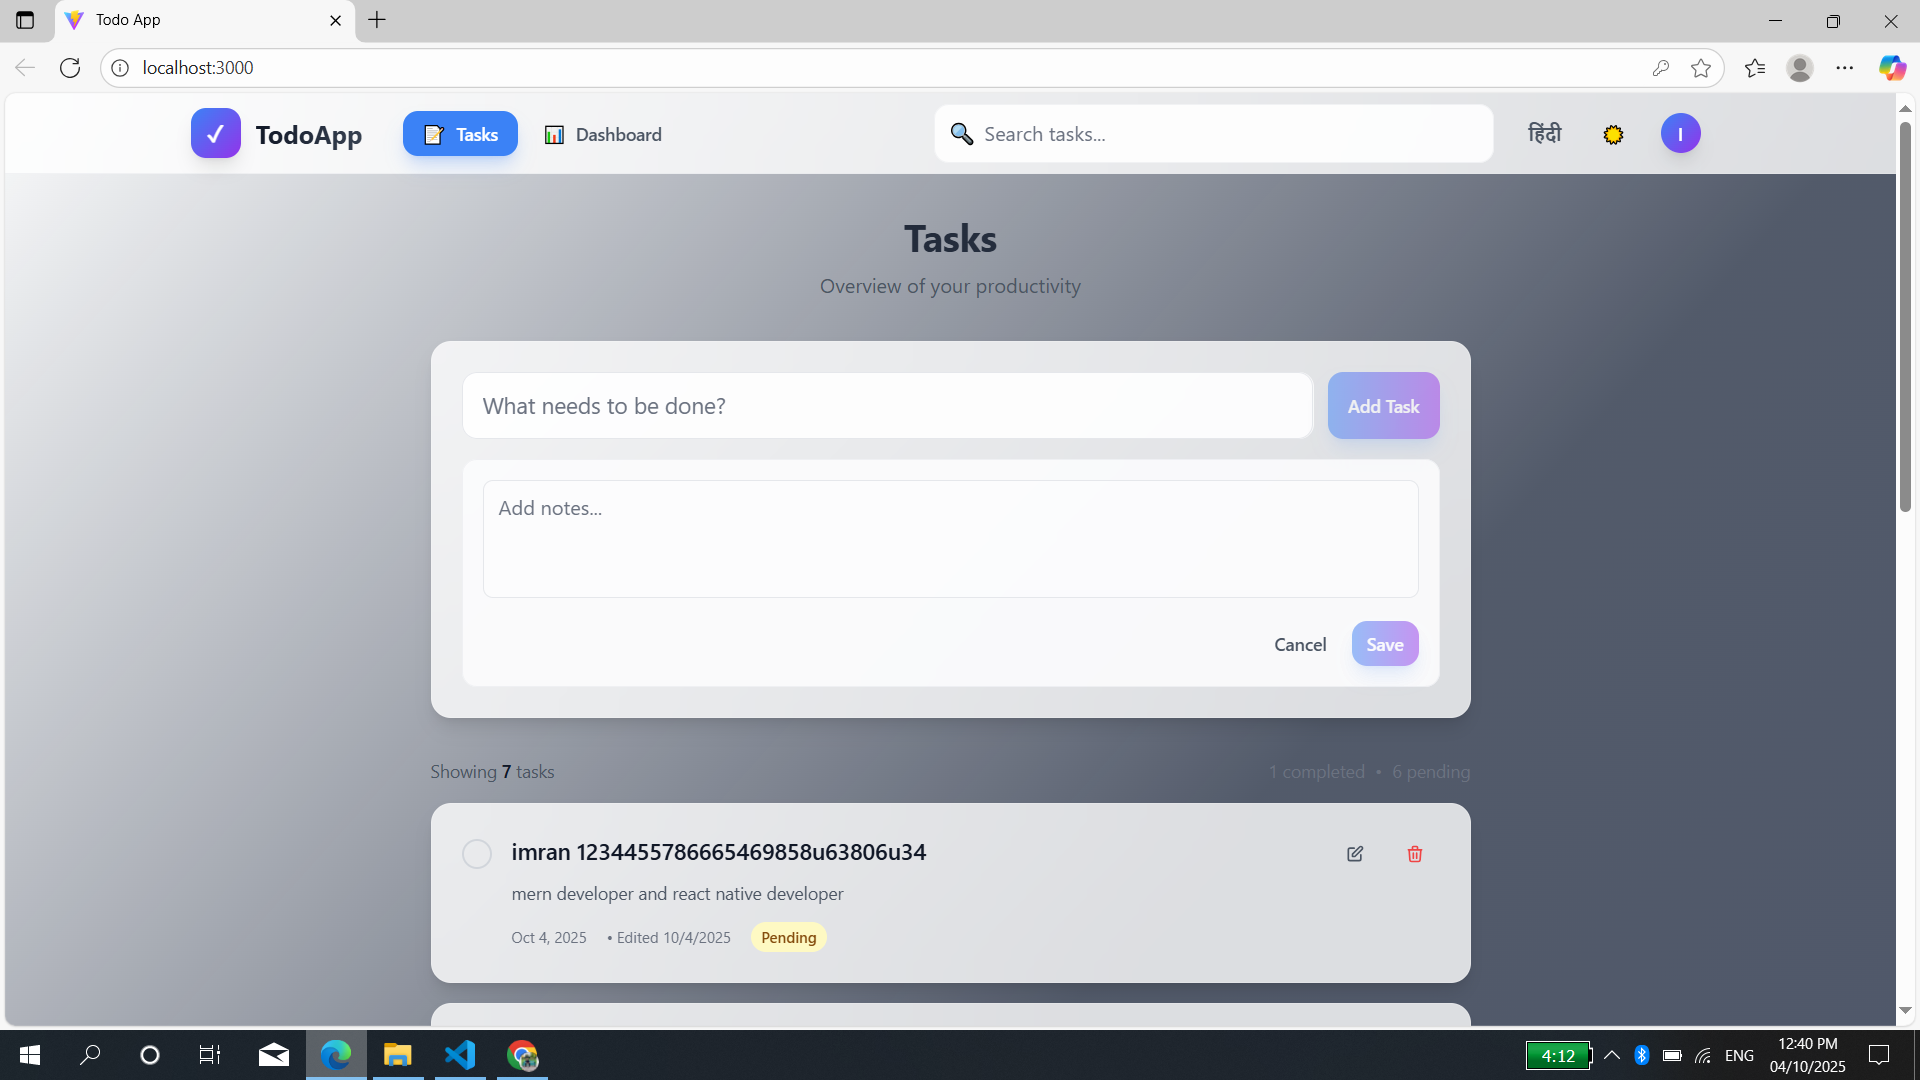 Todo App
localhost:3000
TodoApp
Tasks
Dashboard
Search tasks...
हिंदी
I
Tasks
Overview of your productivity
What needs to be done?
Add Task
Add notes...
Cancel
Save
Showing 7 tasks
1 completed • 6 pending
imran 1234455786665469858u63806u34
mern developer and react native developer
Oct 4, 2025 • Edited 10/4/2025 Pending
4:12
ENG
12:40 PM
04/10/2025